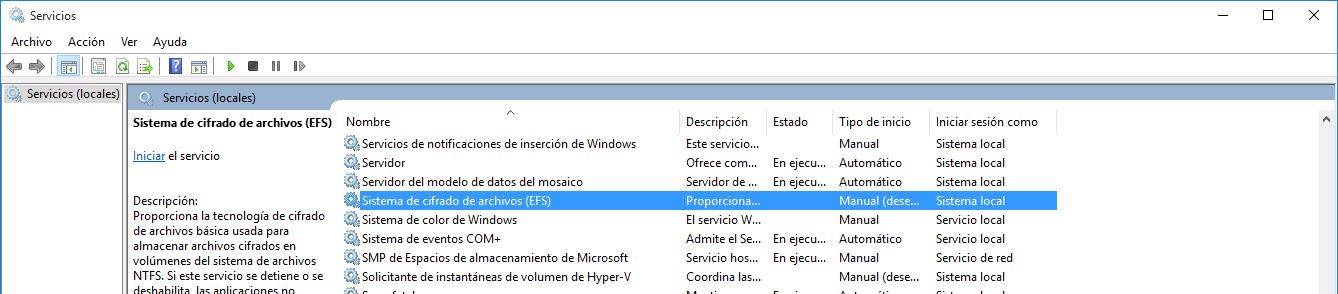 Servicios
Archivo Acción Ver Ayuda
Servicios (locales)
Servicios (locales)
Sistema de cifrado de archivos (EFS)
Iniciar el servicio
Descripción:
Proporciona la tecnología de cifrado
de archivos básica usada para
almacenar archivos cifrados en
volúmenes del sistema de archivos
NTFS. Si este servicio se detiene o se
deshabilita, las aplicaciones no
Nombre Descripción Estado Tipo de inicio Iniciar sesión como
Servicios de notificaciones de inserción de Windows Este servicio... Manual Sistema local
Servidor Ofrece com... En ejecu... Automático Sistema local
Servidor del modelo de datos del mosaico Servidor de ... En ejecu... Automático Sistema local
Sistema de cifrado de archivos (EFS) Proporciona... Manual (dese... Sistema local
Sistema de color de Windows El servicio W... Manual Servicio local
Sistema de eventos COM+ Admite el Se... En ejecu... Automático Servicio local
SMP de Espacios de almacenamiento de Microsoft Servicio hos... En ejecu... Manual Servicio de red
Solicitante de instantáneas de volumen de Hyper-V Coordina las... Manual (dese... Sistema local